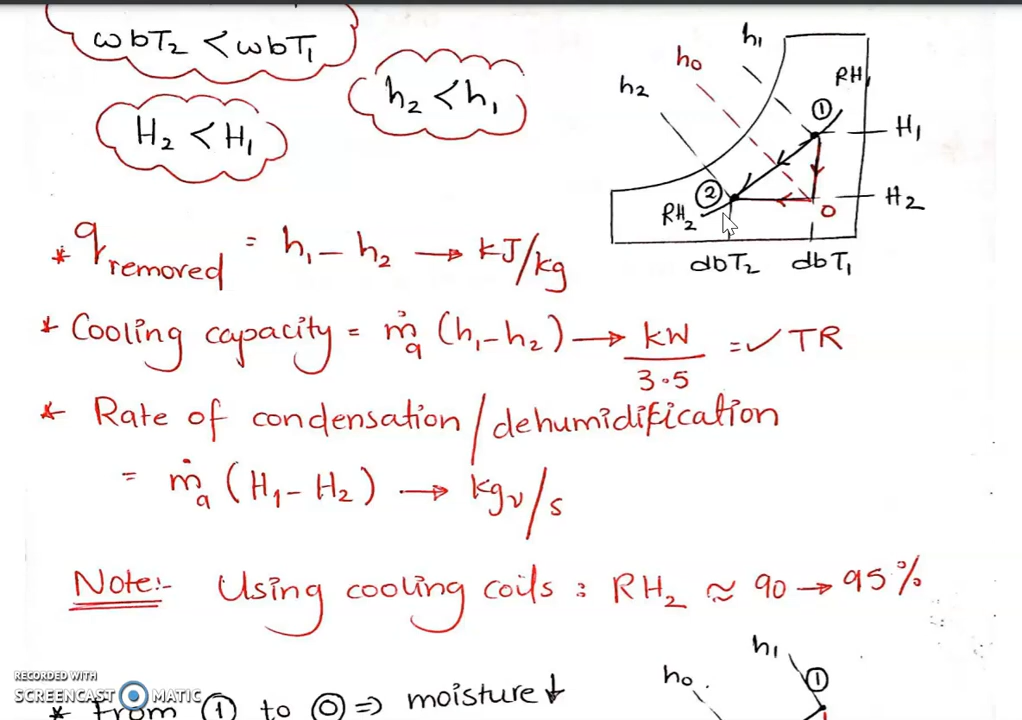 wbT₂ < wbT₁
h₂ < h₁
H₂ < H₁
h₁
h₀
h₂
RH₁
①
H₁
②
RH₂
0
H₂
dbT₂ dbT₁
* q removed = h₁ - h₂ → kJ/kg
* Cooling capacity = ṁₐ (h₁-h₂) → kW/3.5 = ✓ TR
* Rate of condensation/dehumidification
= ṁₐ (H₁-H₂) → kgᵥ/s
Note:- Using cooling coils : RH₂ ≈ 90 → 95%
RECORDED WITH
SCREENCAST MATIC
* From ① to ⓪ ⇒ moisture ↓
h₀
h₁
①